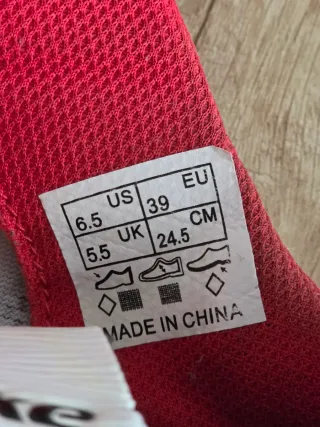 US 6.5 EU 39
UK 5.5 CM 24.5
MADE IN CHINA